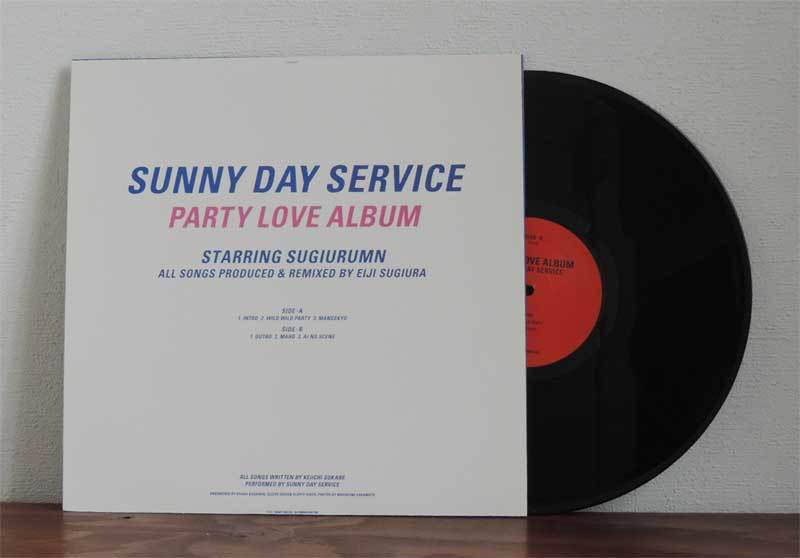 SUNNY DAY SERVICE
PARTY LOVE ALBUM
STARRING SUGIURUMN
ALL SONGS PRODUCED & REMIXED BY EIJI SUGIURA
SIDE-A
1. INTRO 2. WILD WILD PARTY 3. MANGEKYO
SIDE-B
1. OUTRO 2. MAHO 3. AI NO SCENE
ALL SONGS WRITTEN BY KEIICHI SOKABE
PERFORMED BY SUNNY DAY SERVICE
OVE ALBUM
AY SERVICE